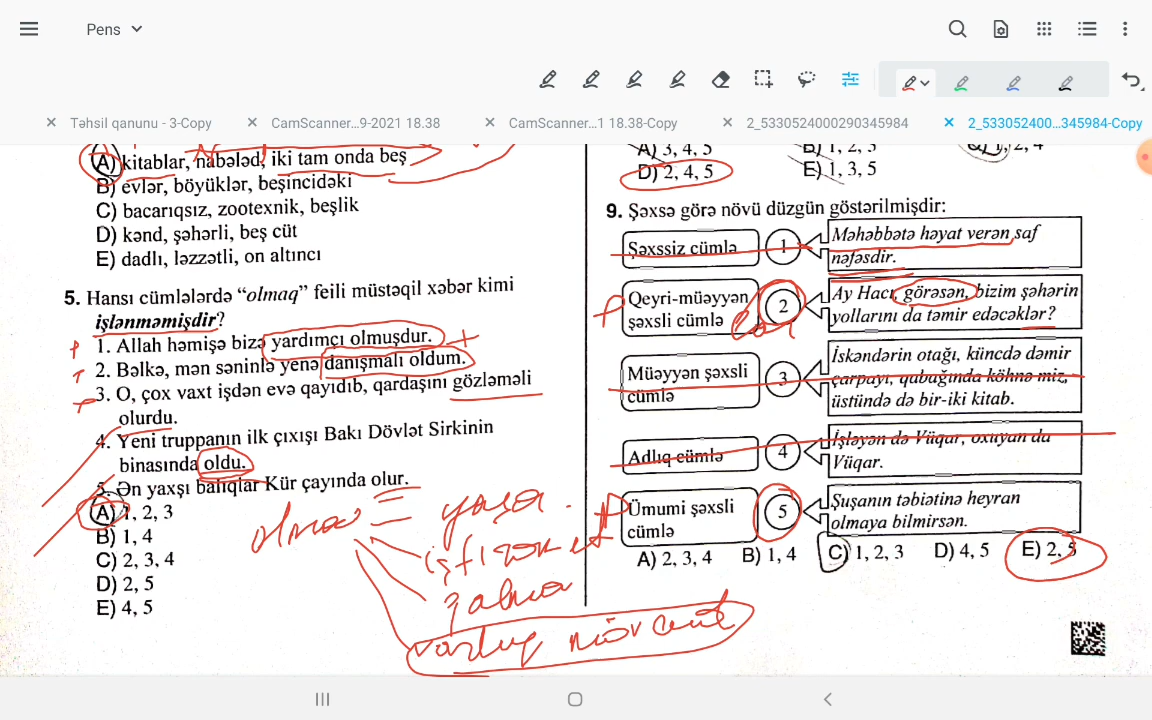 Pens
Təhsil qanunu - 3-Copy
CamScanner...9-2021 18.38
CamScanner...1 18.38-Copy
2_5330524000290345984
2_533052400...345984-Copy
A) kitablar, nabələd, iki tam onda beş
B) evlər, böyüklər, beşincidəki
C) bacarıqsız, zootexnik, beşlik
D) kənd, şəhərli, beş cüt
E) dadlı, ləzzətli, on altıncı
5. Hansı cümlələrdə “olmaq” feili müstəqil xəbər kimi
işlənməmişdir?
1. Allah həmişə bizə yardımçı olmuşdur.
2. Bəlkə, mən səninlə yenə danışmalı oldum.
3. O, çox vaxt işdən evə qayıdıb, qardaşını gözləməli
olurdu.
4. Yeni truppanın ilk çıxışı Bakı Dövlət Sirkinin
binasında oldu.
5. Ən yaxşı balıqlar Kür çayında olur.
A) 1, 2, 3
B) 1, 4
C) 2, 3, 4
D) 2, 5
E) 4, 5
A) 3, 4, 5
B) 1, 2, 3
D) 2, 4, 5
E) 1, 3, 5
9. Şəxsə görə növü düzgün göstərilmişdir:
Şəxssiz cümlə 1 Məhəbbətə həyat verən saf
nəfəsdir.
Qeyri-müəyyən
şəxsli cümlə
2
Ay Hacı, görəsən, bizim şəhərin
yollarını da təmir edəcəklər?
Müəyyən şəxsli
cümlə
3
İskəndərin otağı, küncdə dəmir
çarpayı, qabağında köhnə miz,
üstündə də bir-iki kitab.
Adlıq cümlə
4
İşləyən də Vüqar, oxuyan da
Vüqar.
Ümumi şəxsli
cümlə
5
Şuşanın təbiətinə heyran
olmaya bilmirsən.
A) 2, 3, 4 B) 1, 4 C) 1, 2, 3 D) 4, 5 E) 2, 5